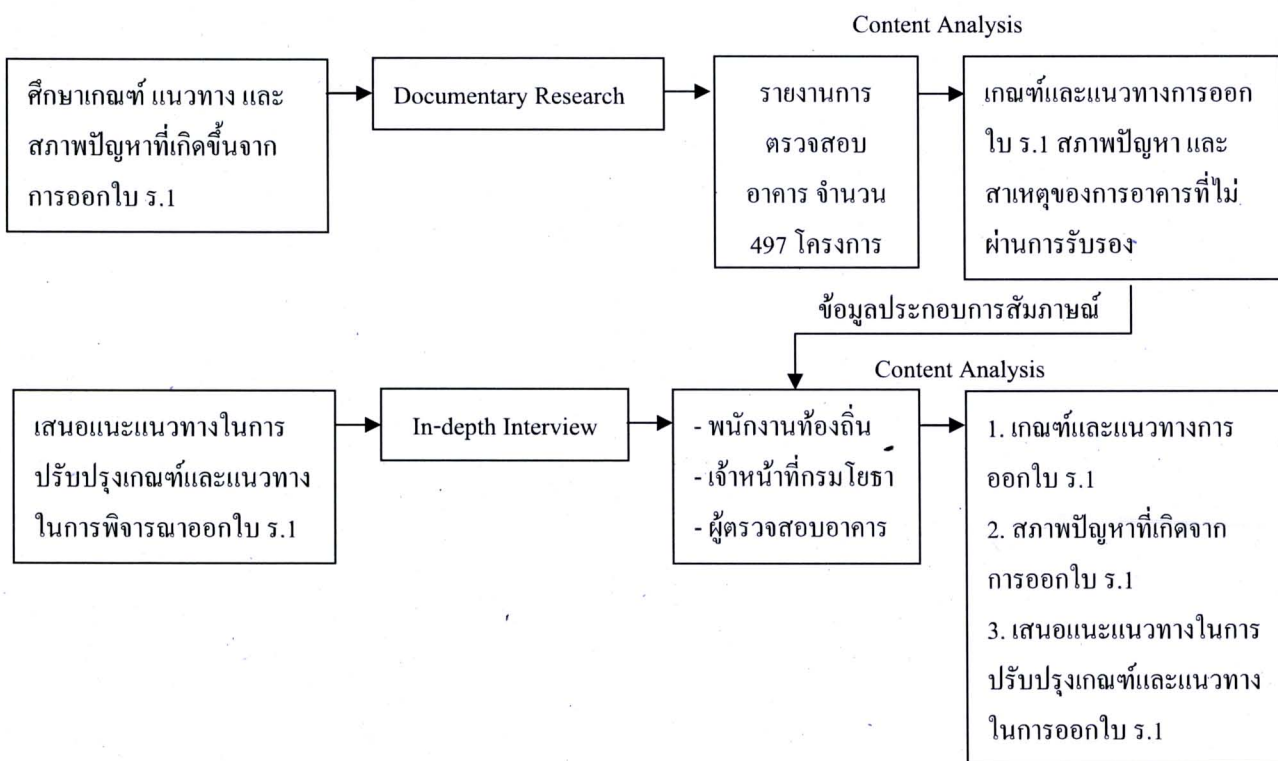 Content Analysis
ศึกษาเกณฑ์ แนวทาง และ
สภาพปัญหาที่เกิดขึ้นจาก
การออกใบ ร.1
Documentary Research
รายงานการ
ตรวจสอบ
อาคาร จำนวน
497 โครงการ
เกณฑ์และแนวทางการออก
ใบ ร.1 สภาพปัญหา และ
สาเหตุของการอาคารที่ไม่
ผ่านการรับรอง
ข้อมูลประกอบการสัมภาษณ์
Content Analysis
เสนอแนะแนวทางในการ
ปรับปรุงเกณฑ์และแนวทาง
ในการพิจารณาออกใบ ร.1
In-depth Interview
- พนักงานท้องถิ่น
- เจ้าหน้าที่กรมโยธา
- ผู้ตรวจสอบอาคาร
1. เกณฑ์และแนวทางการ
ออกใบ ร.1
2. สภาพปัญหาที่เกิดจาก
การออกใบ ร.1
3. เสนอแนะแนวทางในการ
ปรับปรุงเกณฑ์และแนวทาง
ในการออกใบ ร.1